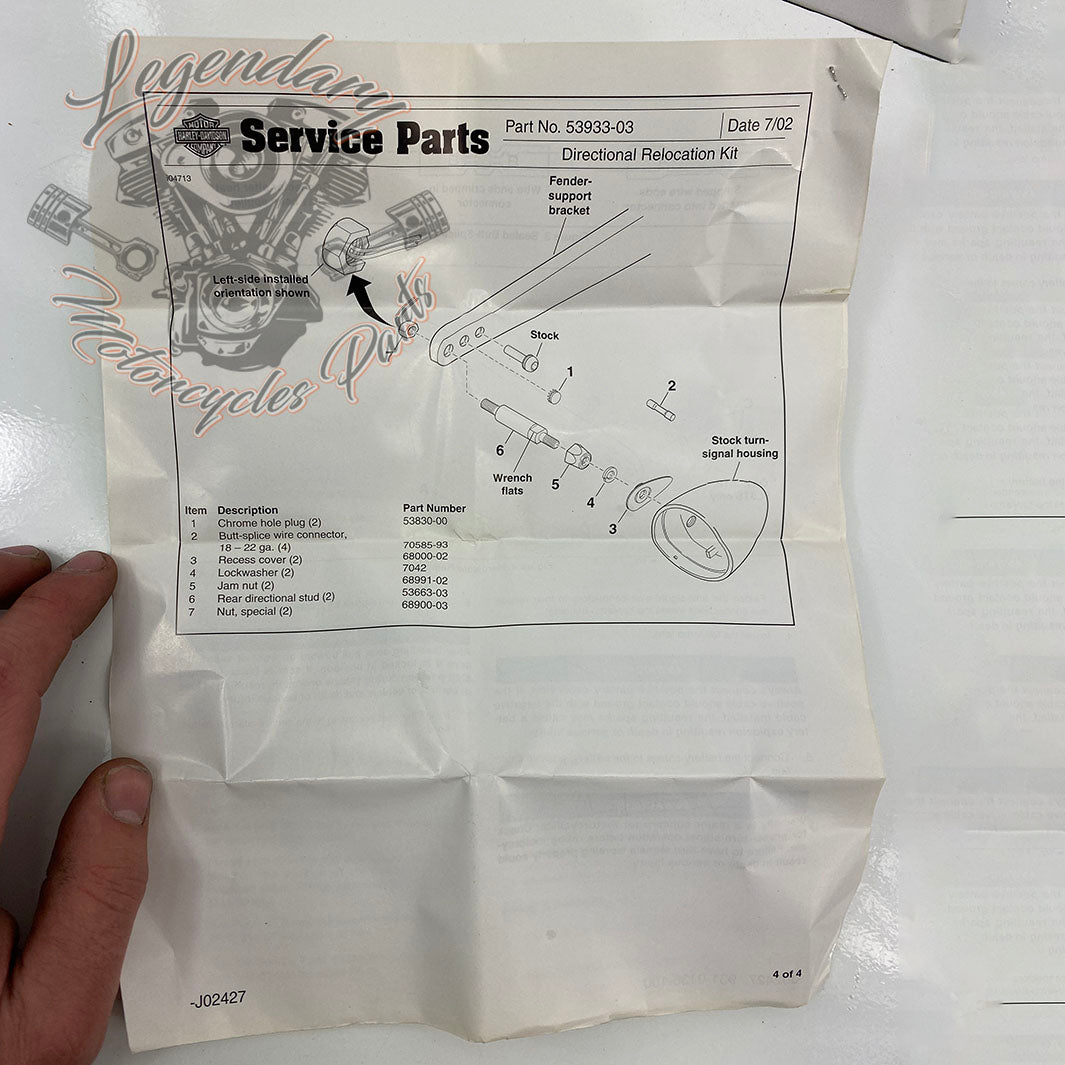 Legendary
Motorcycles Parts
MOTOR
HARLEY-DAVIDSON
COMPANY
Service Parts
Part No. 53933-03
Date 7/02
Directional Relocation Kit
i04713
Fender-
support
bracket
Left-side installed
orientation shown
Stock
1
2
Stock turn-
signal housing
6
Wrench
flats
5
4
3
Item Description Part Number
1 Chrome hole plug (2) 53830-00
2 Butt-splice wire connector,
18 – 22 ga. (4) 70585-93
3 Recess cover (2) 68000-02
4 Lockwasher (2) 7042
5 Jam nut (2) 68991-02
6 Rear directional stud (2) 53663-03
7 Nut, special (2) 68900-03
4 of 4
-J02427